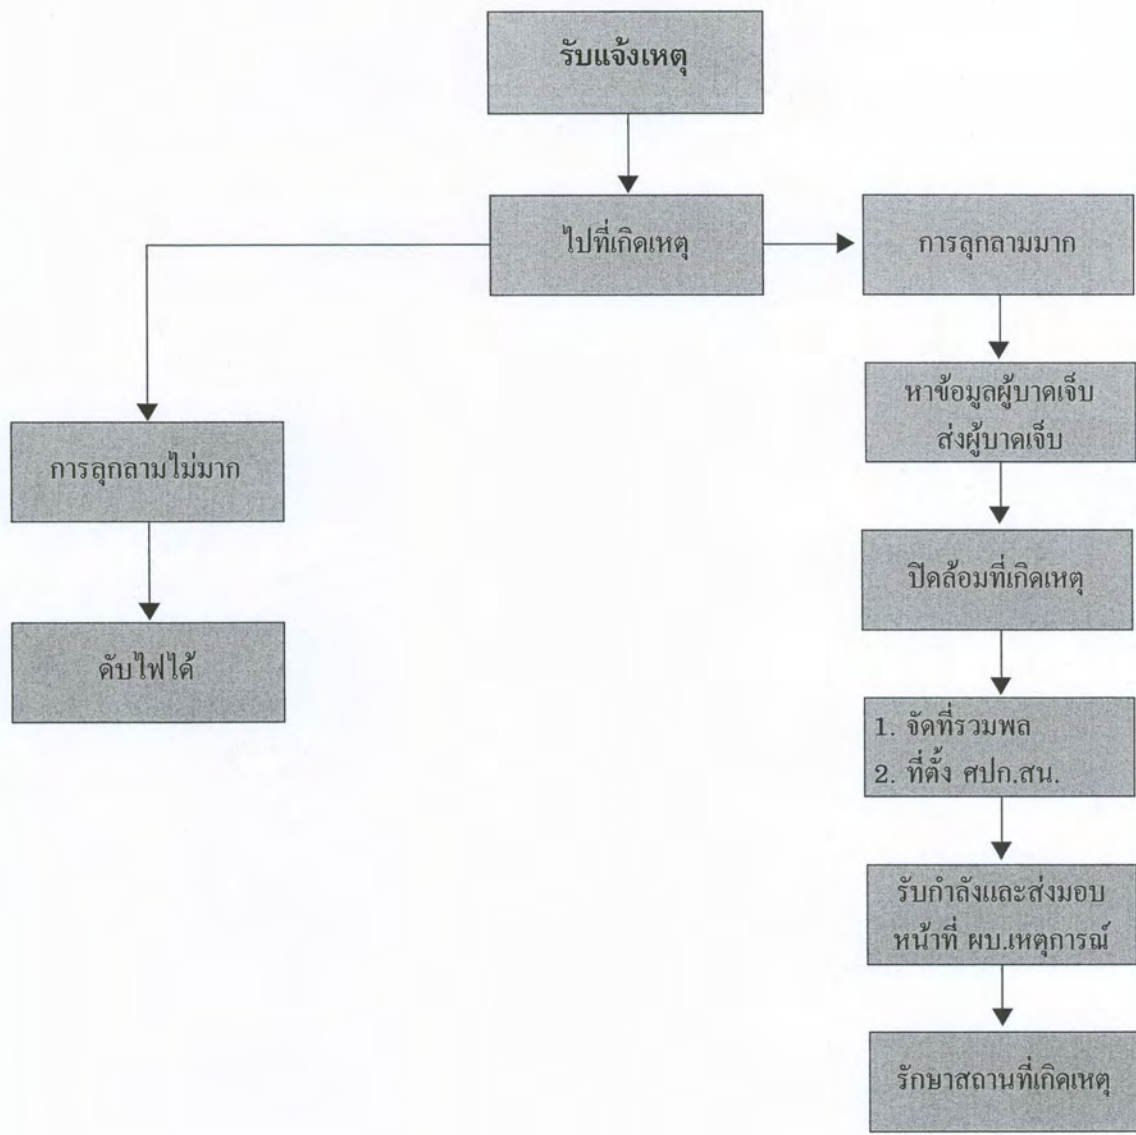 รับแจ้งเหตุ
ไปที่เกิดเหตุ
การลุกลามมาก
หาข้อมูลผู้บาดเจ็บ
ส่งผู้บาดเจ็บ
การลุกลามไม่มาก
ปิดล้อมที่เกิดเหตุ
ดับไฟได้
1. จัดที่รวมพล
2. ที่ตั้ง ศปก.สน.
รับกำลังและส่งมอบ
หน้าที่ ผบ.เหตุการณ์
รักษาสถานที่เกิดเหตุ